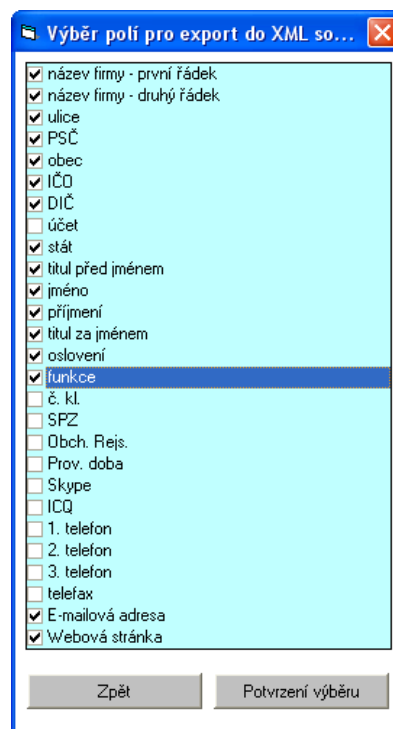 Výběr polí pro export do XML so...
název firmy - první řádek
název firmy - druhý řádek
ulice
PSČ
obec
IČO
DIČ
účet
stát
titul před jménem
jméno
příjmení
titul za jménem
oslovení
funkce
č. kl.
SPZ
Obch. Rejs.
Prov. doba
Skype
ICQ
1. telefon
2. telefon
3. telefon
telefax
E-mailová adresa
Webová stránka
Zpět Potvrzení výběru